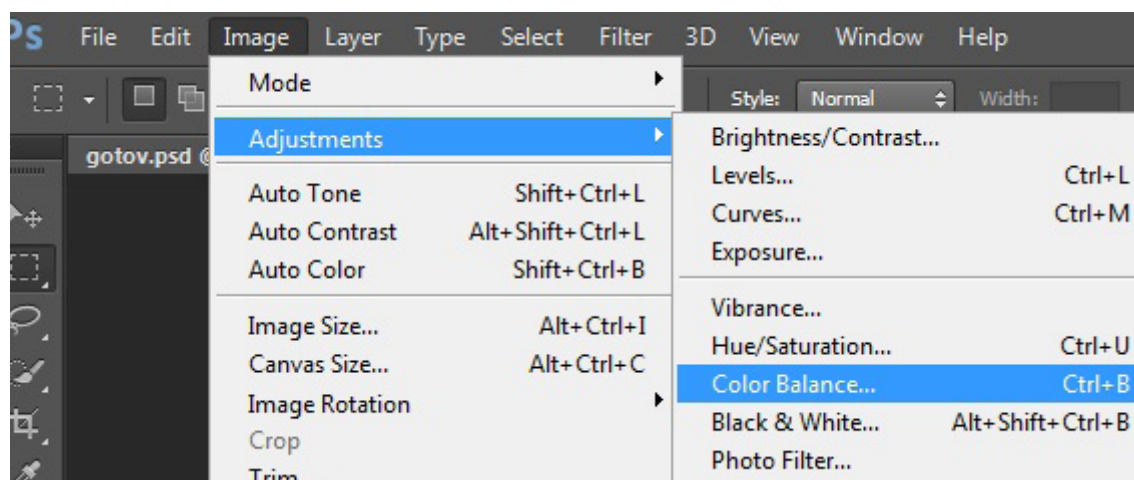 Ps File Edit Image Layer Type Select Filter 3D View Window Help
Style: Normal Width:
gotov.psd @
Mode
Adjustments
Auto Tone Shift+Ctrl+L
Auto Contrast Alt+Shift+Ctrl+L
Auto Color Shift+Ctrl+B
Image Size... Alt+Ctrl+I
Canvas Size... Alt+Ctrl+C
Image Rotation
Crop
Trim...
Brightness/Contrast...
Levels... Ctrl+L
Curves... Ctrl+M
Exposure...
Vibrance...
Hue/Saturation... Ctrl+U
Color Balance... Ctrl+B
Black & White... Alt+Shift+Ctrl+B
Photo Filter...